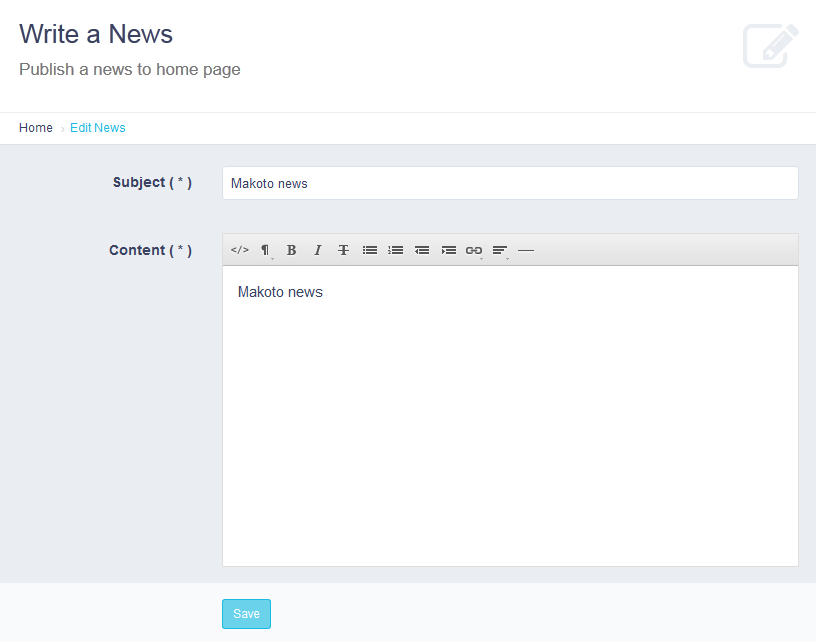 Write a News
Publish a news to home page
Home › Edit News
Subject ( * )
Makoto news
Content ( * )
</> ¶ B I T
Makoto news
Save